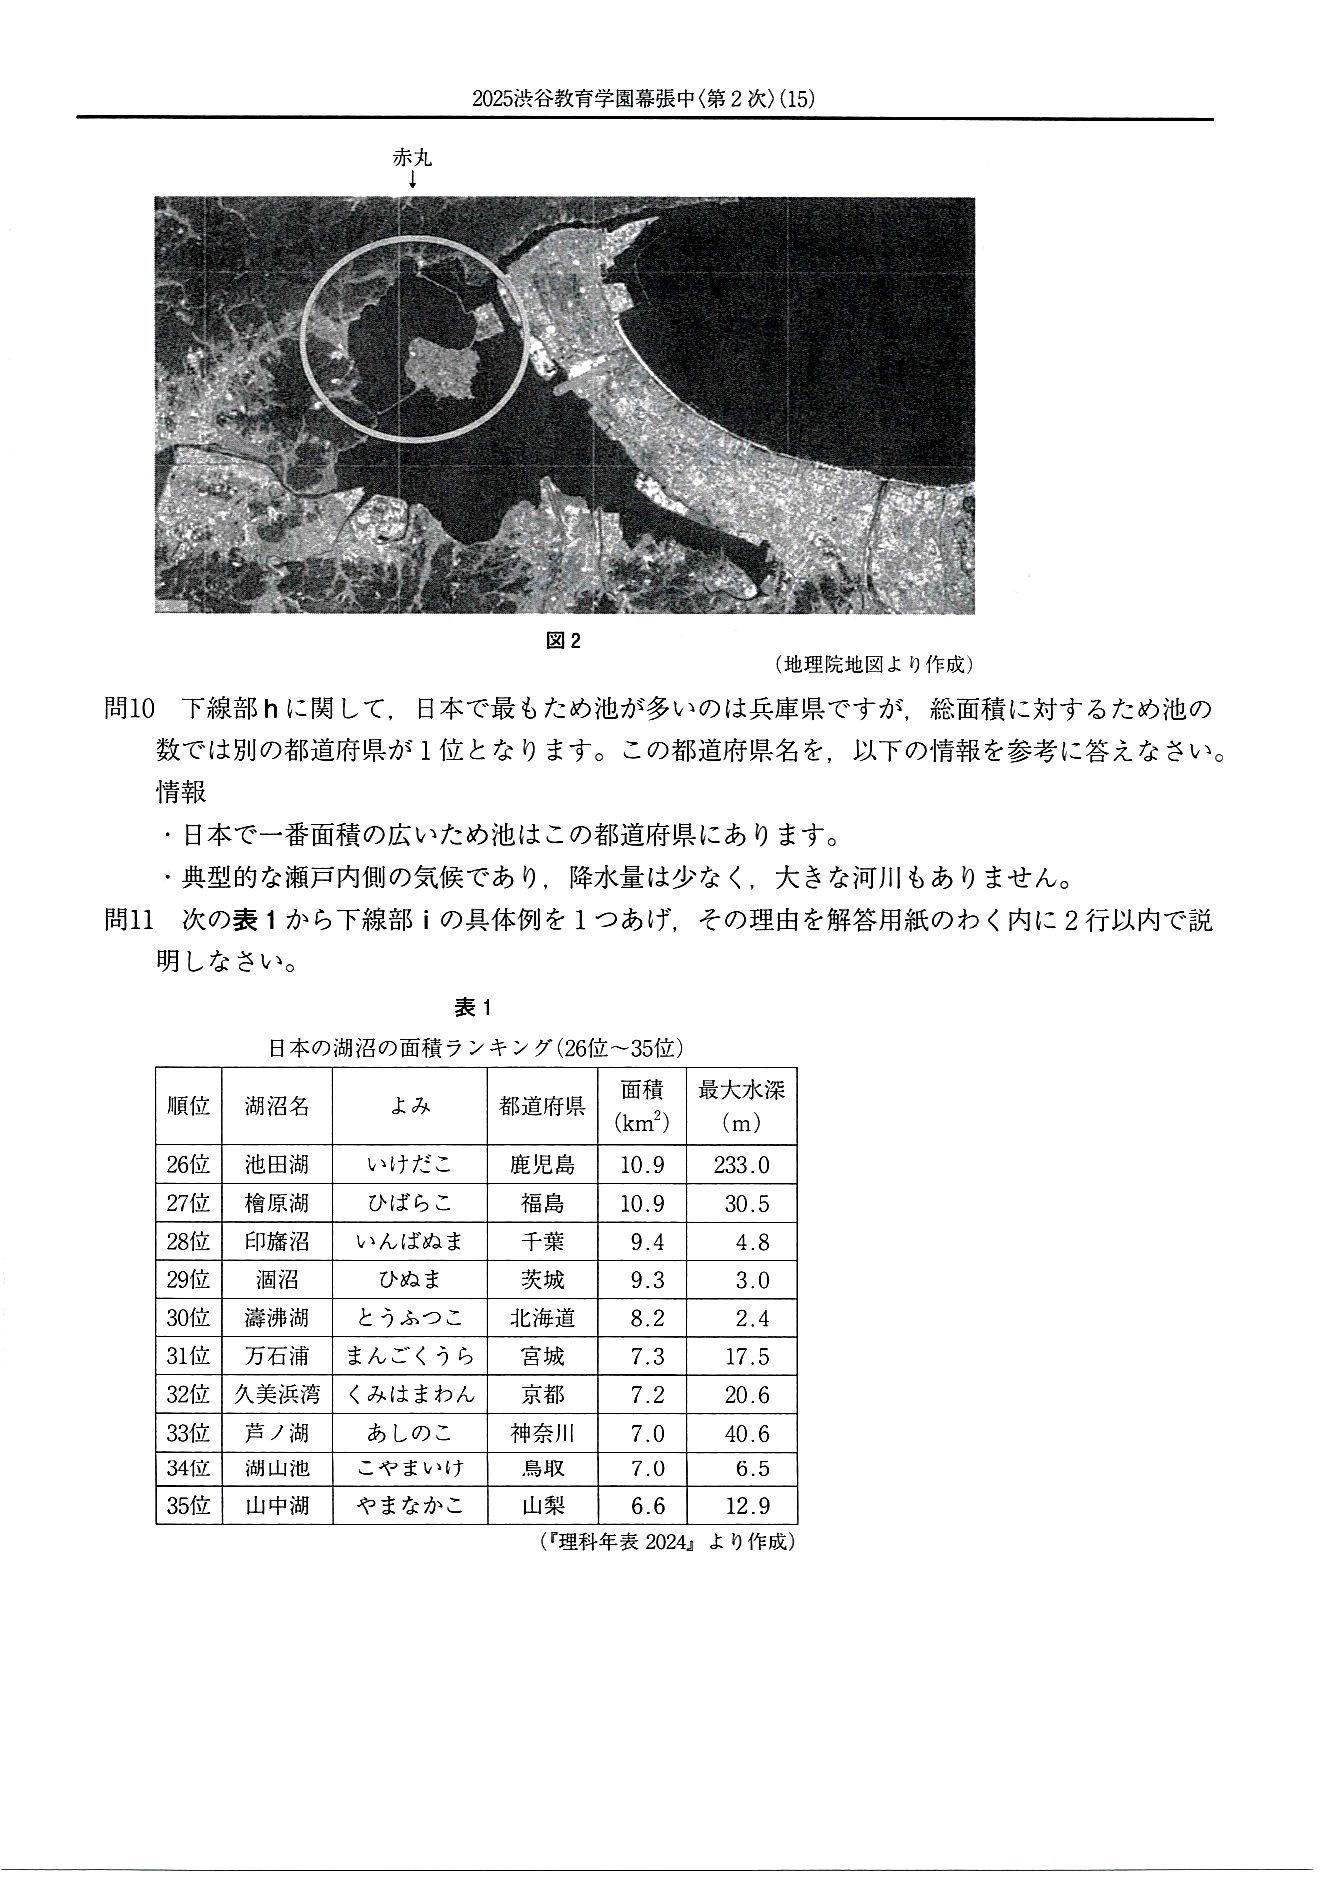 2025渋谷教育学園幕張中〈第2次〉(15)
赤丸
↓
図2
(地理院地図より作成)
問10 下線部hに関して，日本で最もため池が多いのは兵庫県ですが，総面積に対するため池の
数では別の都道府県が1位となります。この都道府県名を，以下の情報を参考に答えなさい。
情報
・日本で一番面積の広いため池はこの都道府県にあります。
・典型的な瀬戸内側の気候であり，降水量は少なく，大きな河川もありません。
問11 次の表1から下線部iの具体例を1つあげ，その理由を解答用紙のわく内に2行以内で説
明しなさい。
表1
日本の湖沼の面積ランキング(26位～35位)
順位 湖沼名 よみ 都道府県 面積(km²) 最大水深(m)
26位 池田湖 いけだこ 鹿児島 10.9 233.0
27位 檜原湖 ひばらこ 福島 10.9 30.5
28位 印旛沼 いんばぬま 千葉 9.4 4.8
29位 涸沼 ひぬま 茨城 9.3 3.0
30位 濤沸湖 とうふつこ 北海道 8.2 2.4
31位 万石浦 まんごくうら 宮城 7.3 17.5
32位 久美浜湾 くみはまわん 京都 7.2 20.6
33位 芦ノ湖 あしのこ 神奈川 7.0 40.6
34位 湖山池 こやまいけ 鳥取 7.0 6.5
35位 山中湖 やまなかこ 山梨 6.6 12.9
(『理科年表 2024』より作成)